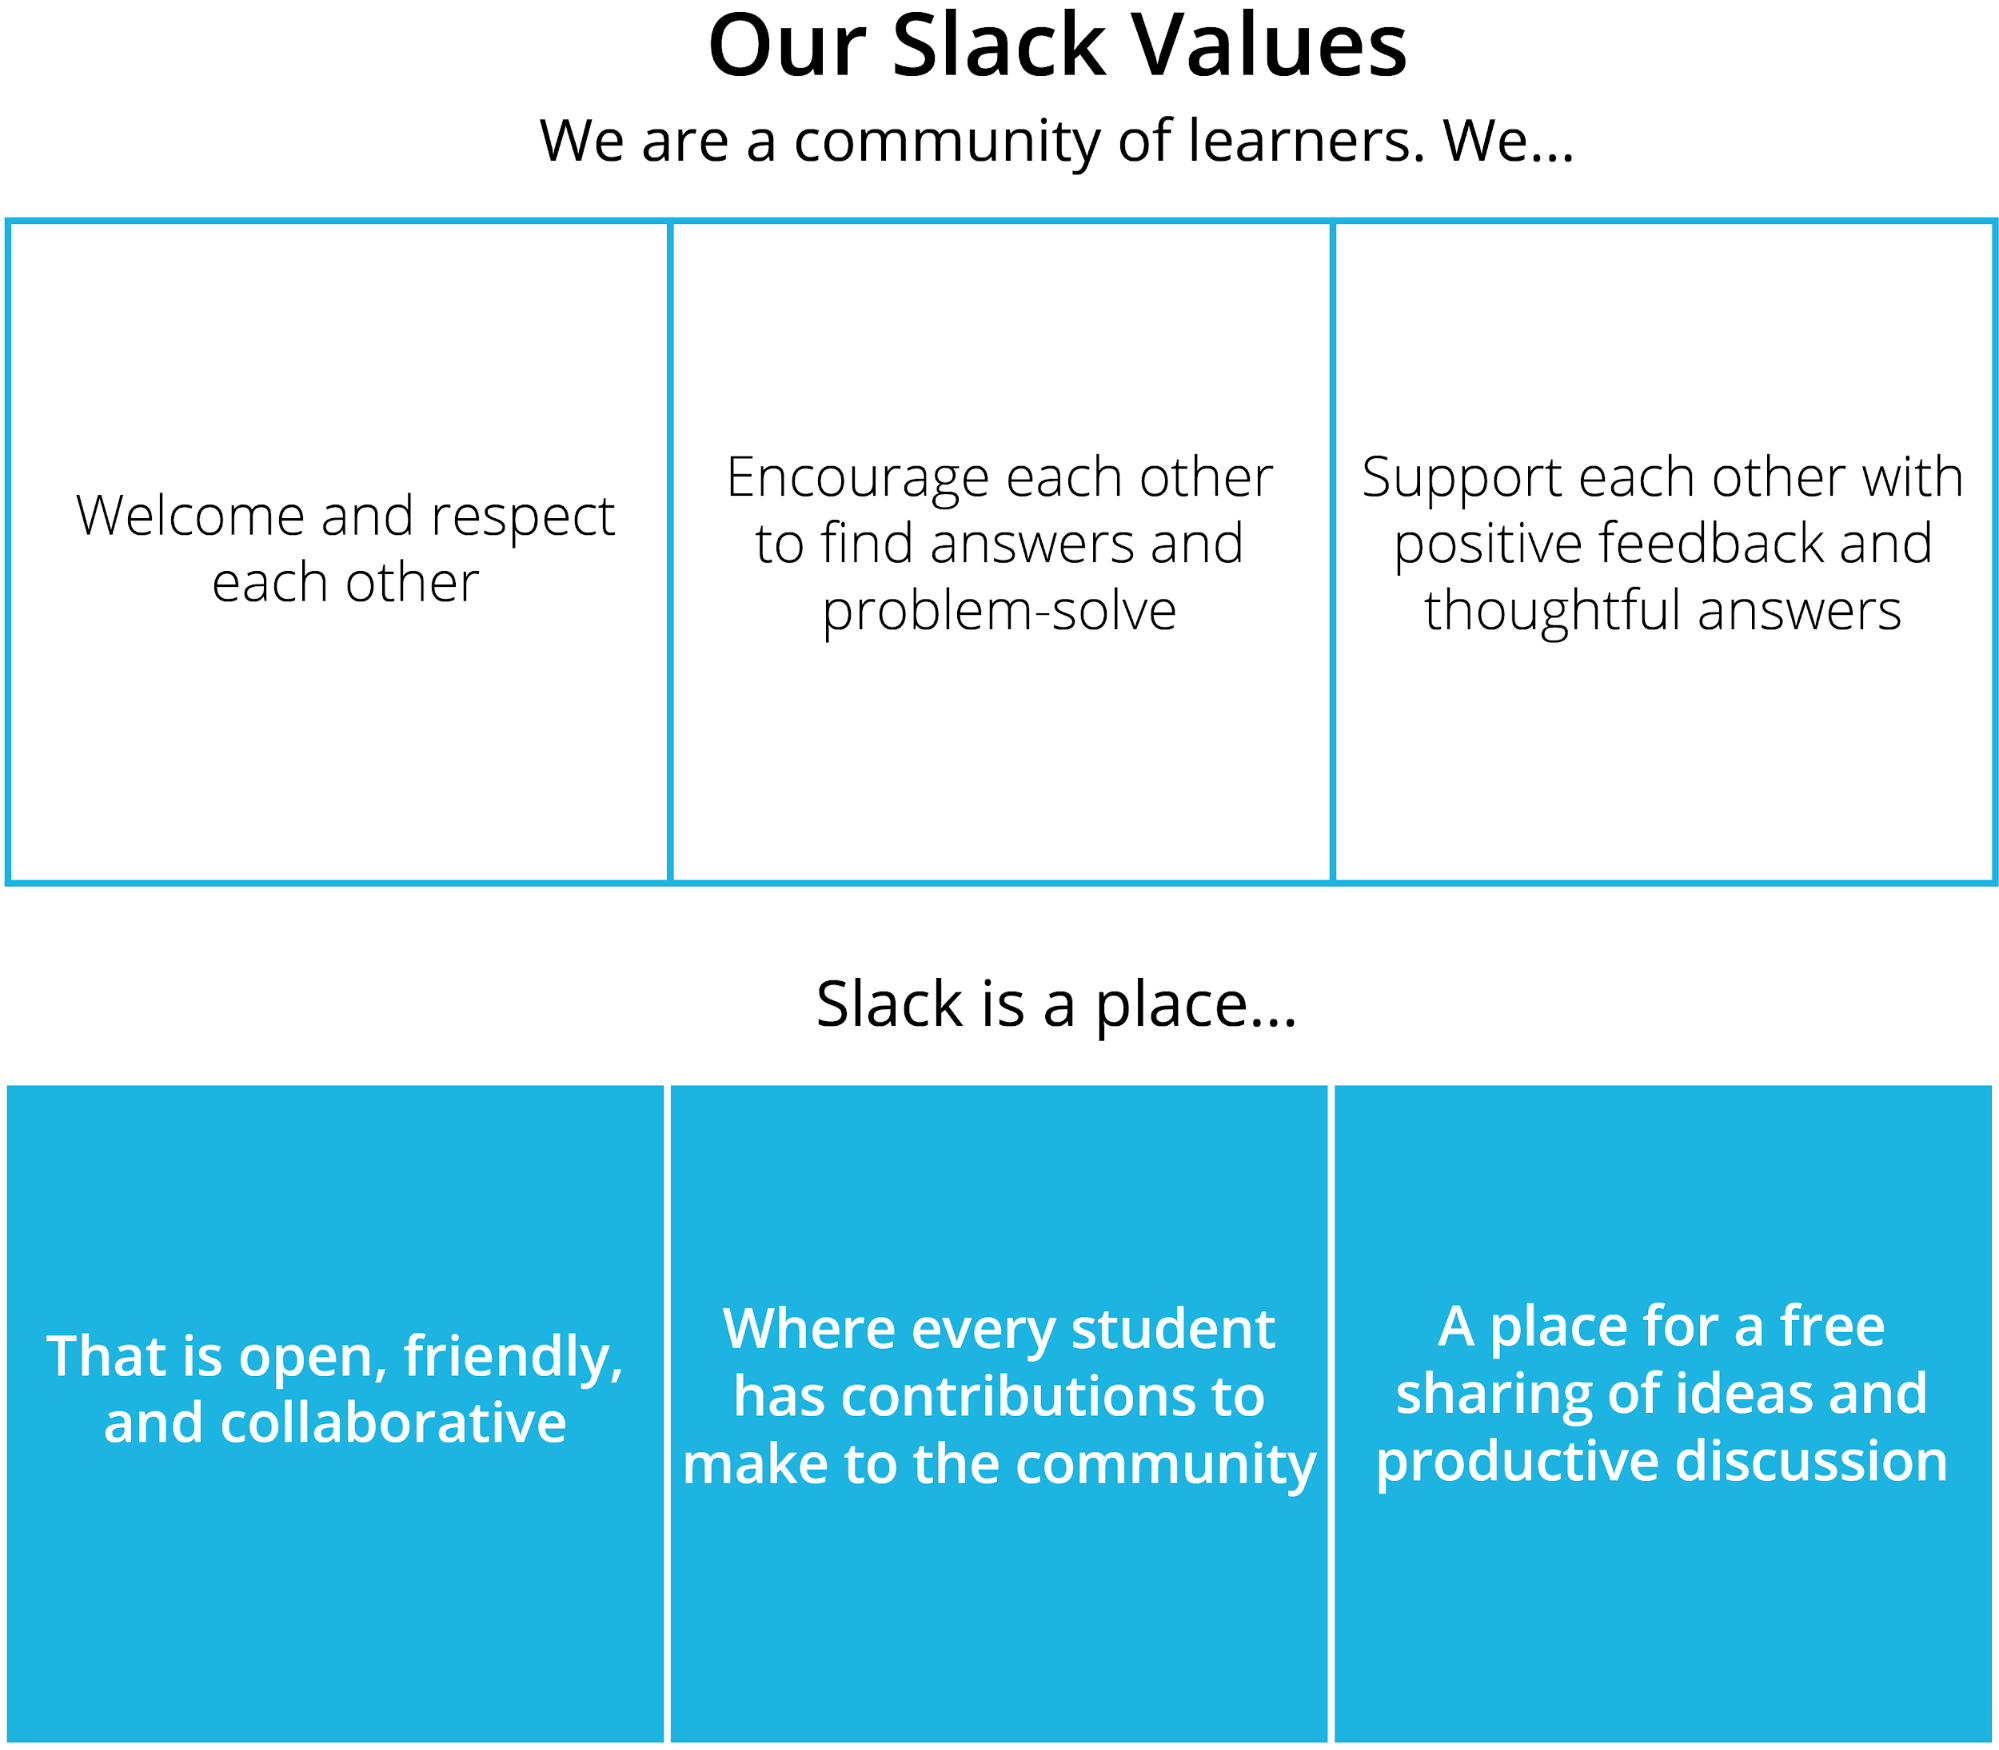 Our Slack Values
We are a community of learners. We...
Welcome and respect
each other
Encourage each other
to find answers and
problem-solve
Support each other with
positive feedback and
thoughtful answers
Slack is a place...
That is open, friendly,
and collaborative
Where every student
has contributions to
make to the community
A place for a free
sharing of ideas and
productive discussion